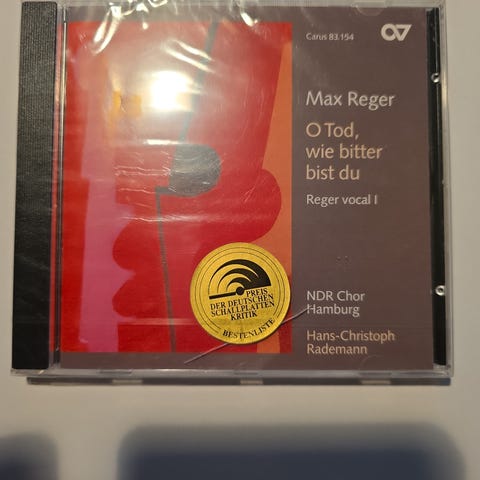 Carus 83.154
Max Reger
O Tod,
wie bitter
bist du
Reger vocal I
PREIS
DER DEUTSCHEN
SCHALLPLATTEN
KRITIK
BESTENLISTE
NDR Chor
Hamburg
Hans-Christoph
Rademann